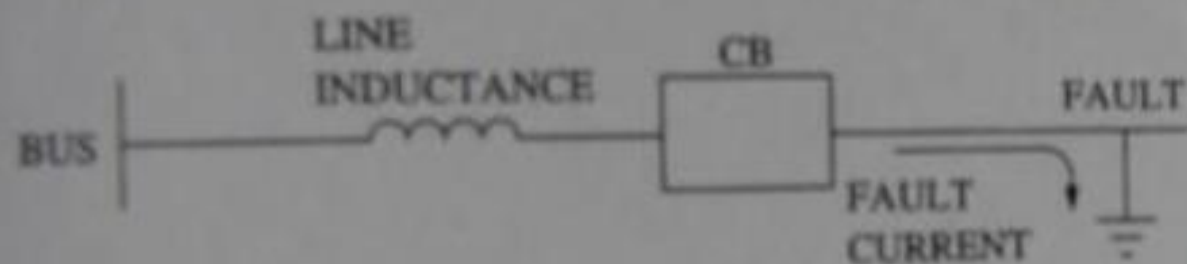 LINE
INDUCTANCE
CB
FAULT
BUS
FAULT
CURRENT